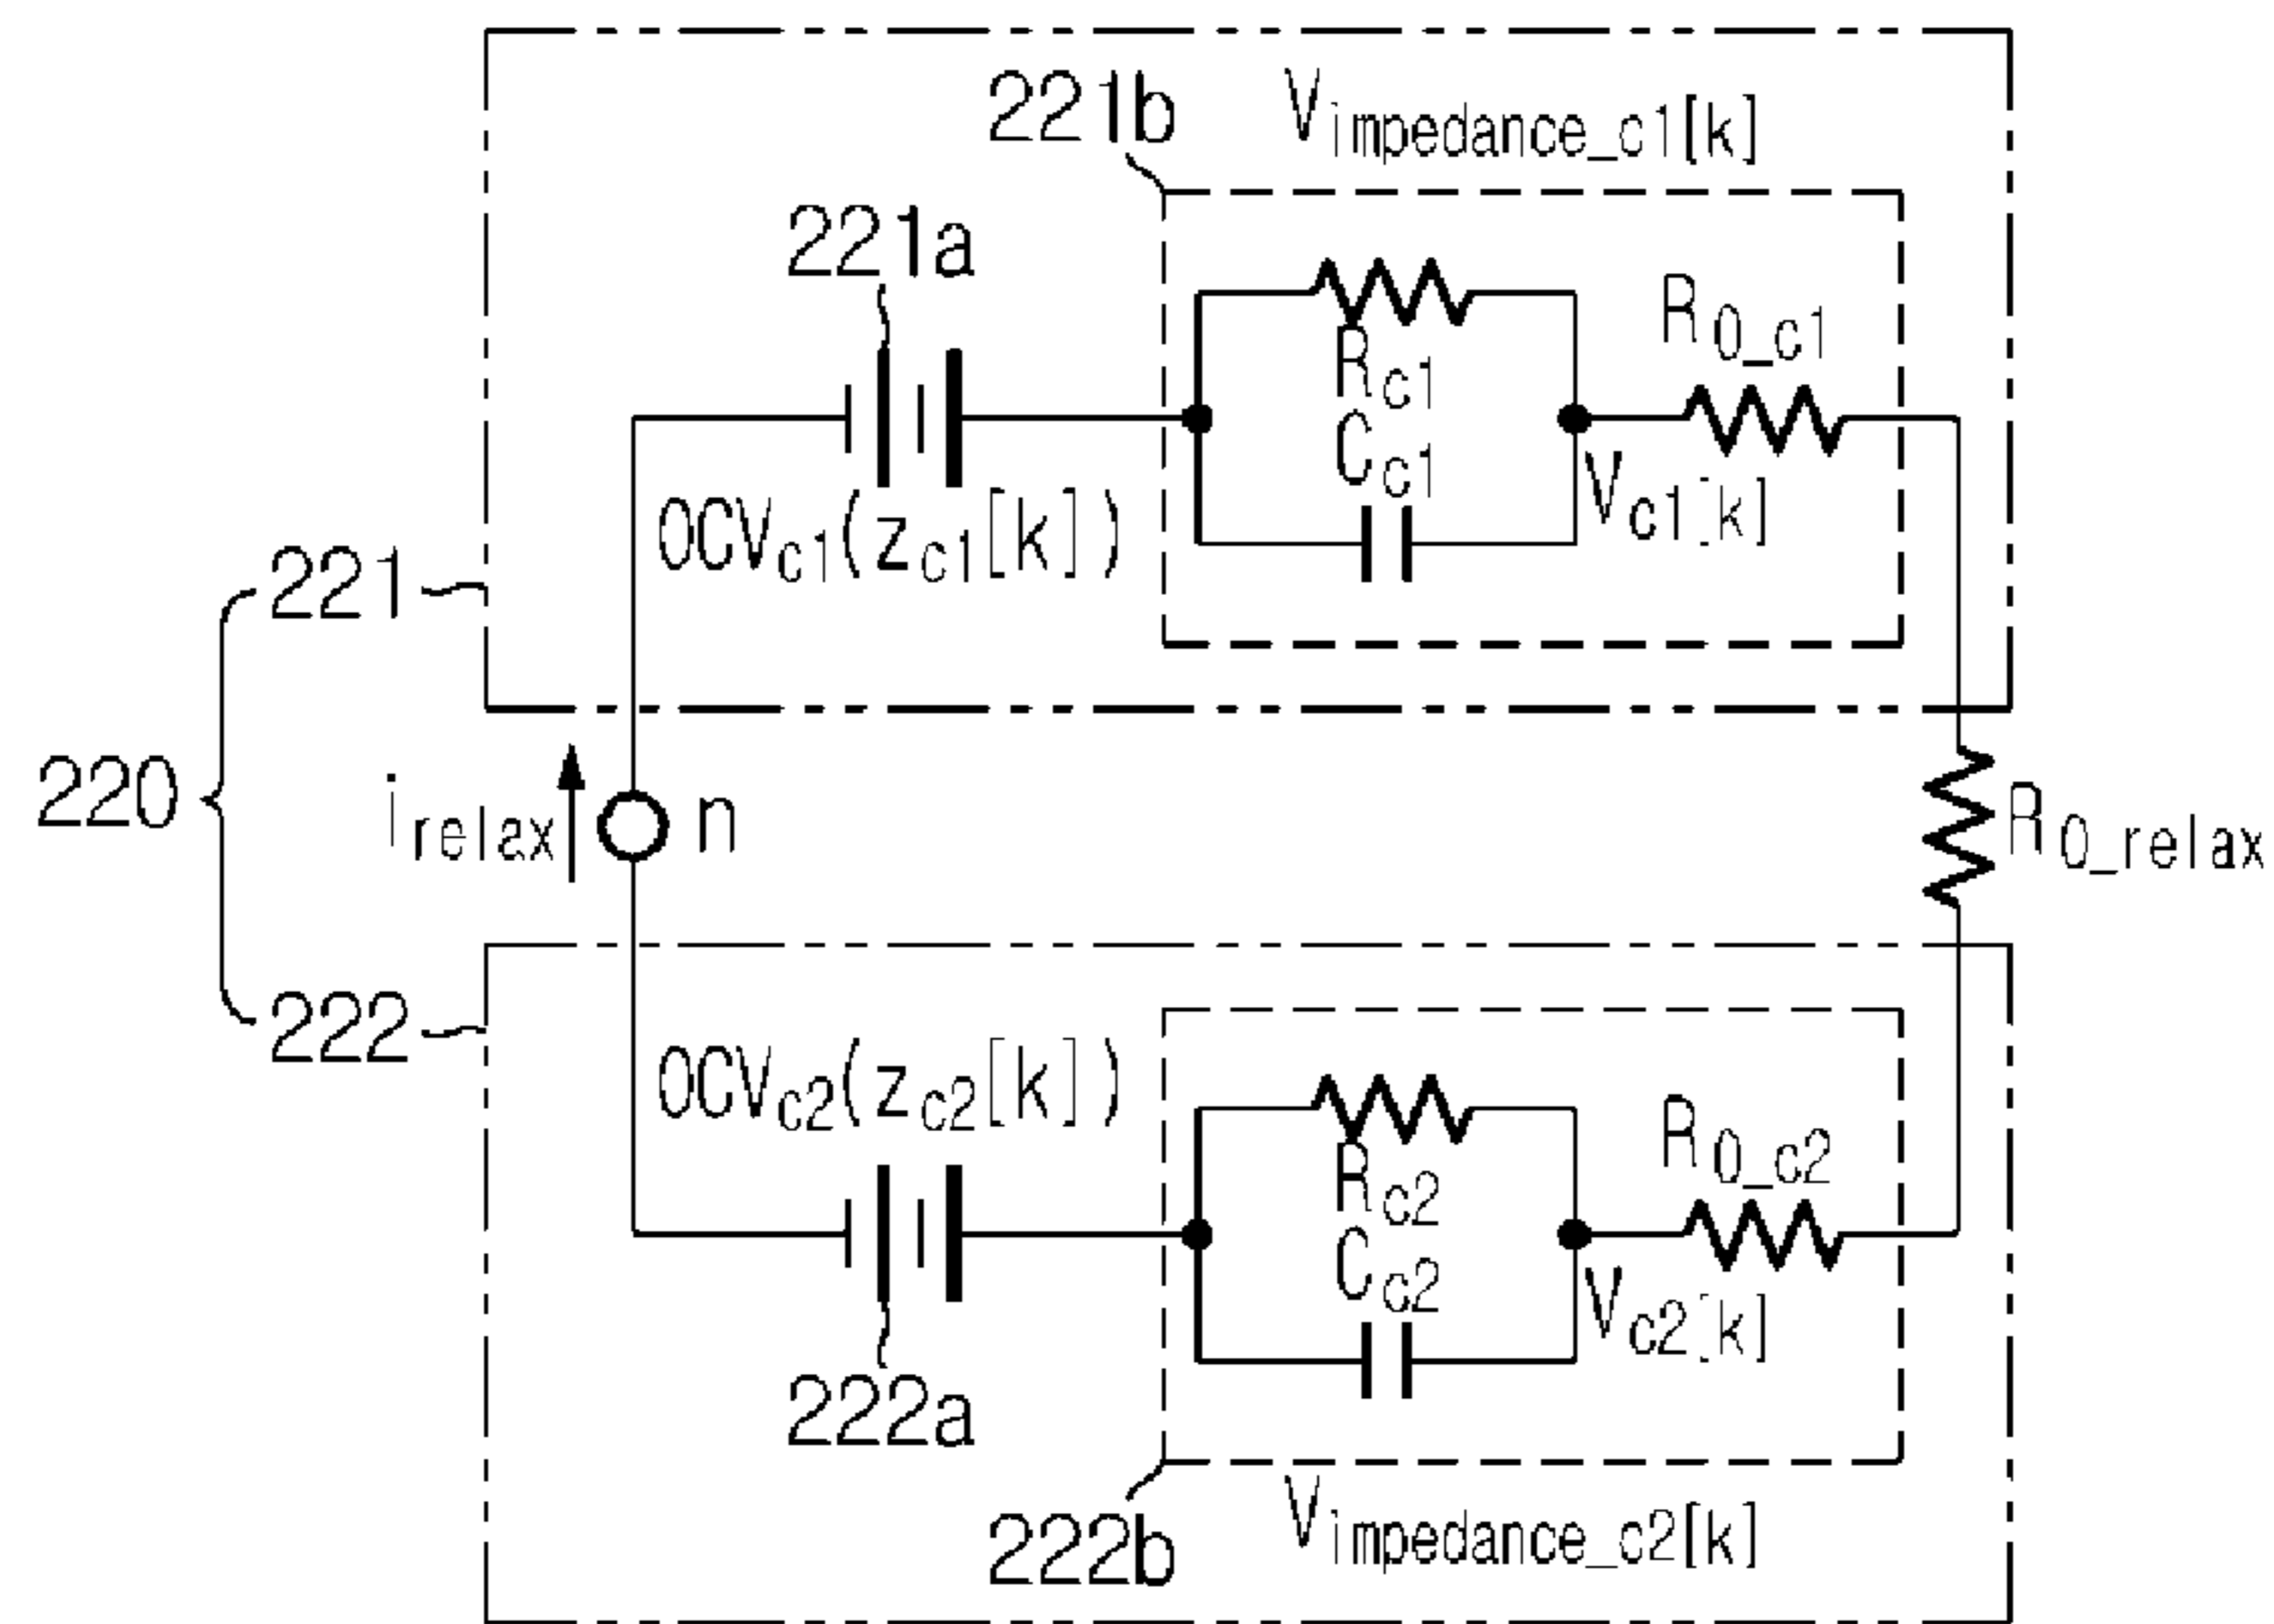 221b
Vimpedance_c1[k]
221a
Rc1
R0_c1
Cc1
Vc1[k]
OCVc1(zc1[k])
221
220
irelax
n
R0_relax
222
OCVc2(zc2[k])
Rc2
R0_c2
Cc2
Vc2[k]
222a
222b
Vimpedance_c2[k]